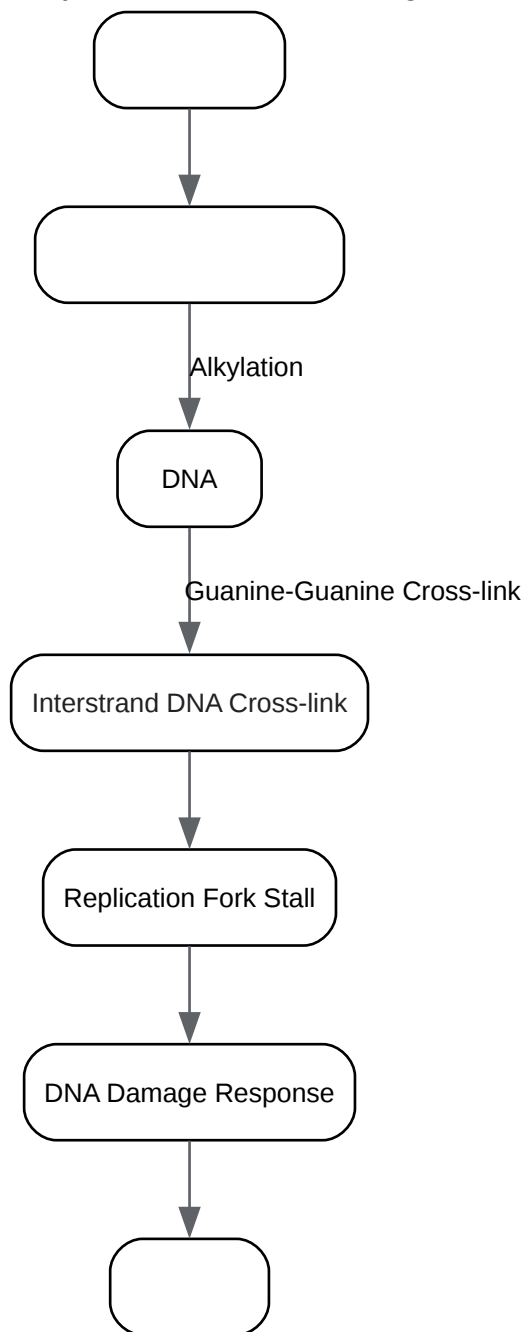 Alkylation
DNA
Guanine-Guanine Cross-link
Interstrand DNA Cross-link
Replication Fork Stall
DNA Damage Response